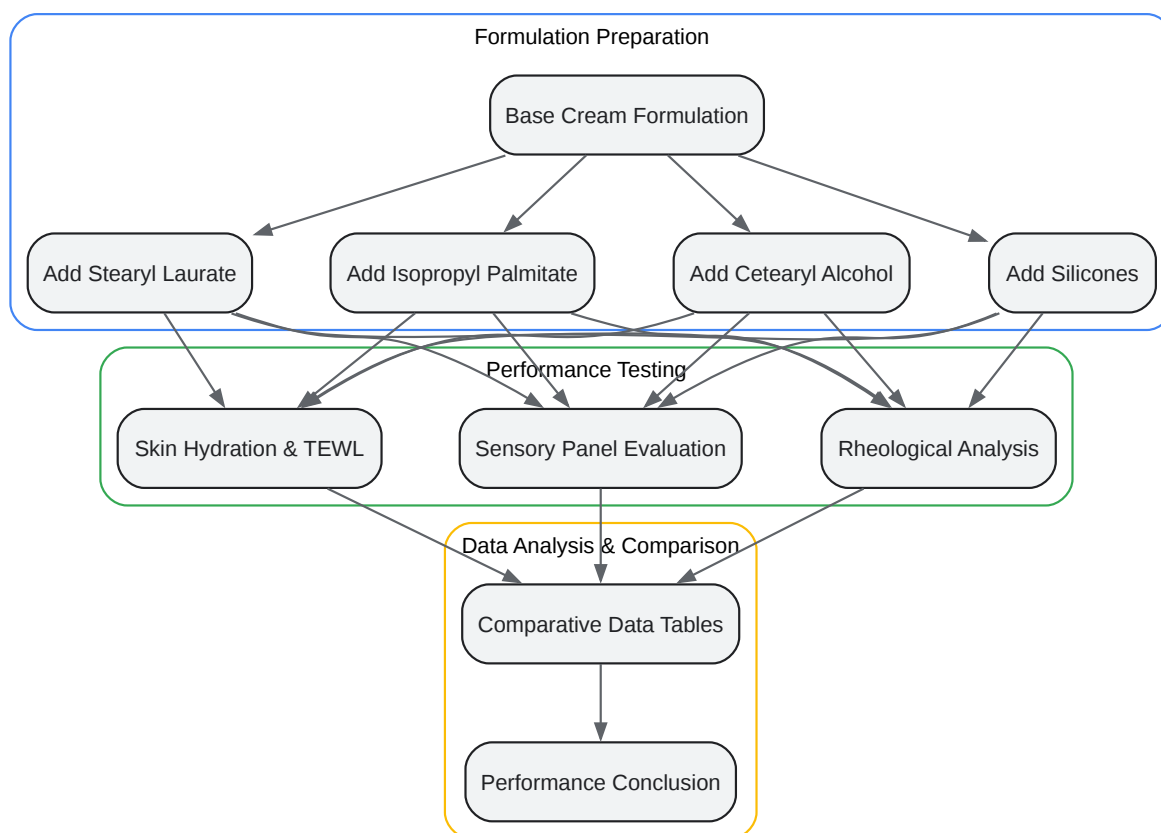 Formulation Preparation
Base Cream Formulation
Add Stearyl Laurate
Add Isopropyl Palmitate
Add Cetearyl Alcohol
Add Silicones
Performance Testing
Skin Hydration & TEWL
Sensory Panel Evaluation
Rheological Analysis
Data Analysis & Comparison
Comparative Data Tables
Performance Conclusion